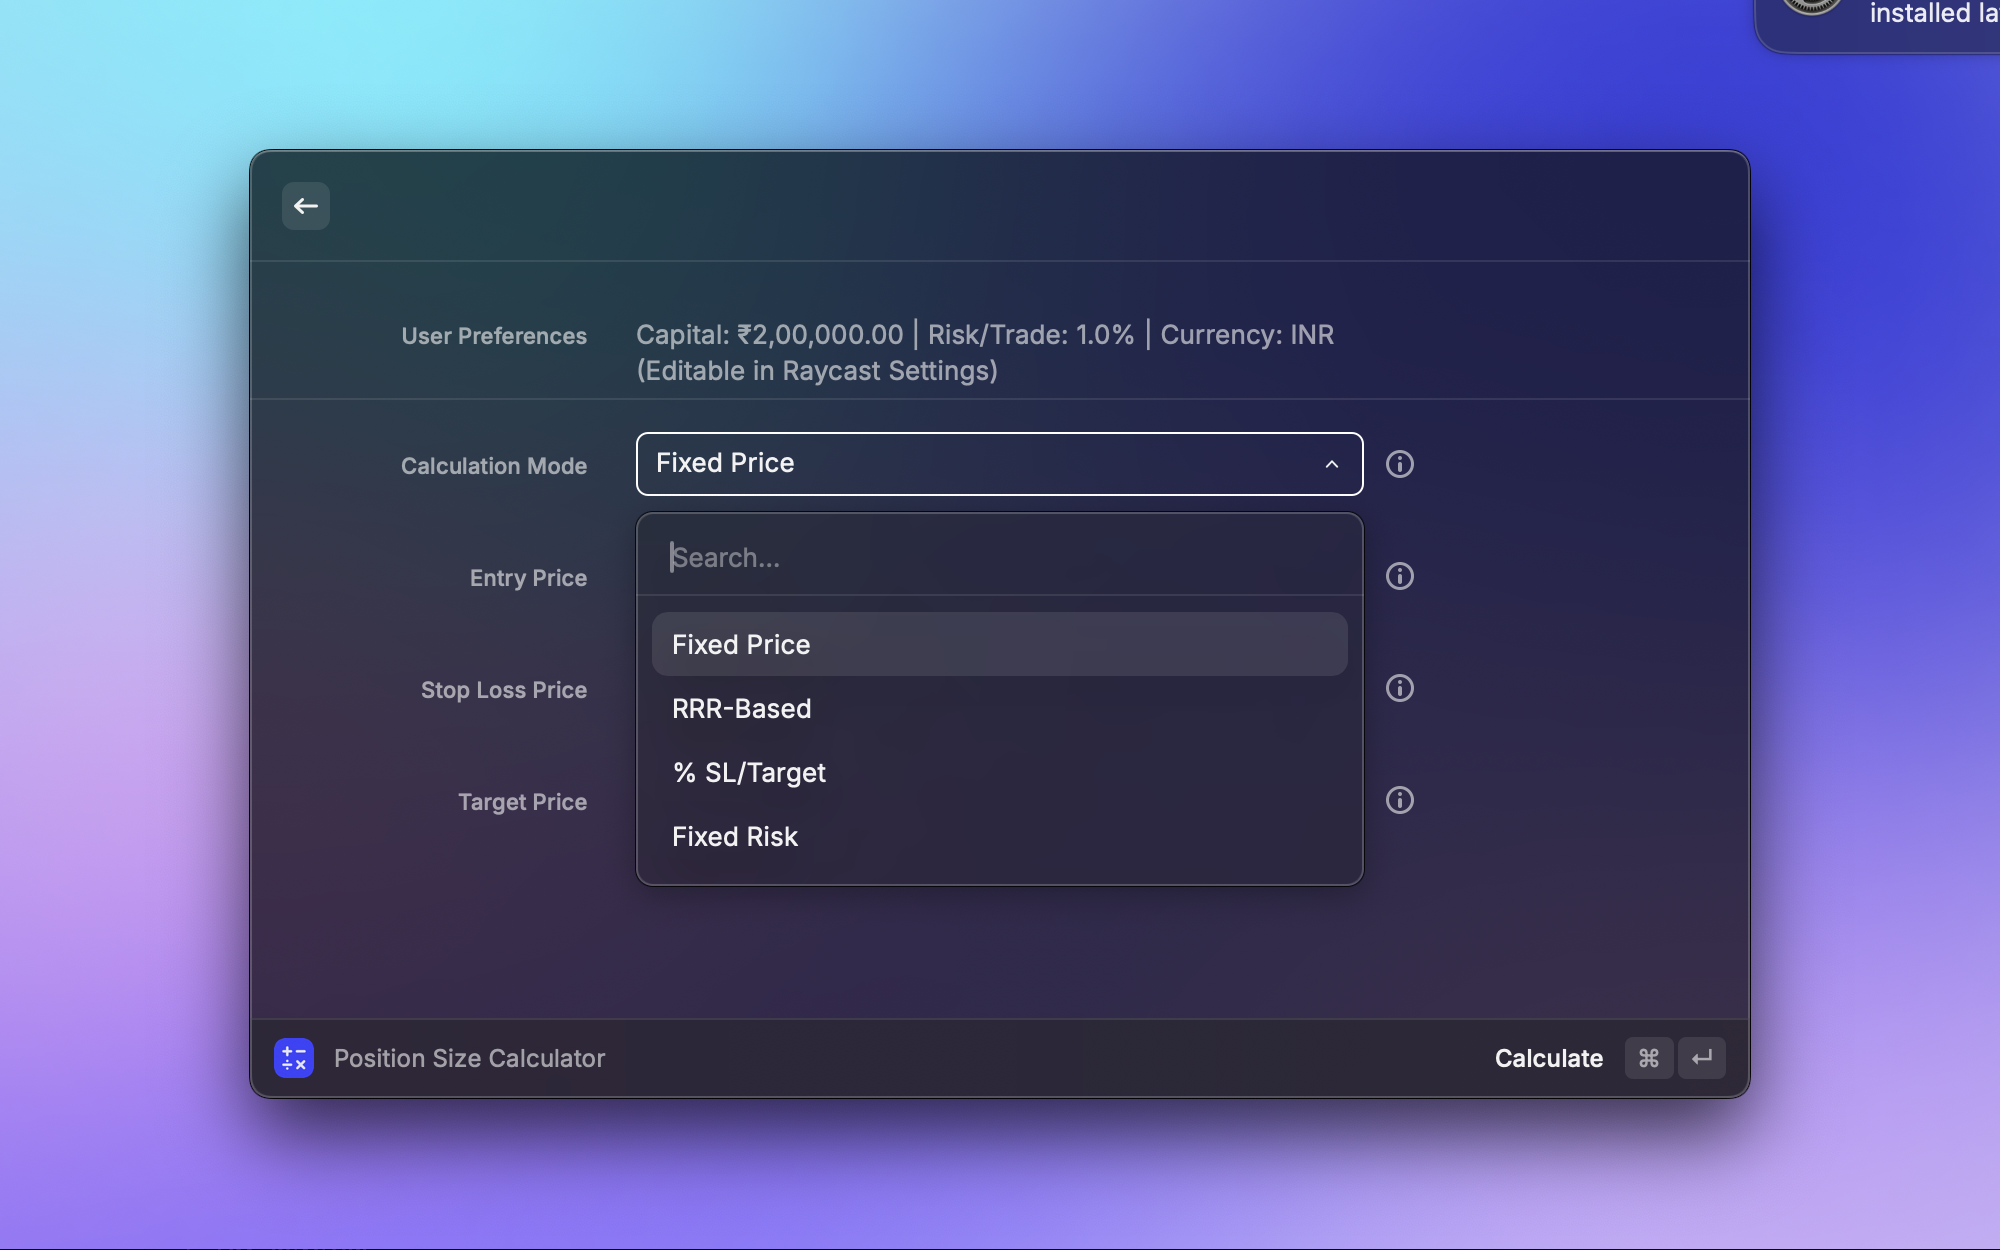 installed la
User Preferences
Capital: ₹2,00,000.00 | Risk/Trade: 1.0% | Currency: INR
(Editable in Raycast Settings)
Calculation Mode
Fixed Price
Search...
Entry Price
Fixed Price
RRR-Based
Stop Loss Price
% SL/Target
Target Price
Fixed Risk
Position Size Calculator
Calculate ⌘ ↵